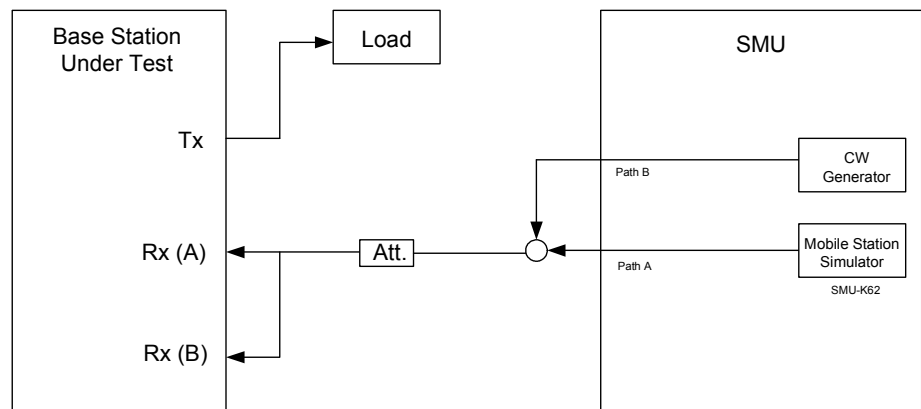 Base Station
Under Test
Load
SMU
Tx
CW
Generator
Path B
Rx (A)
Att.
Mobile Station
Simulator
Path A
SMU-K62
Rx (B)